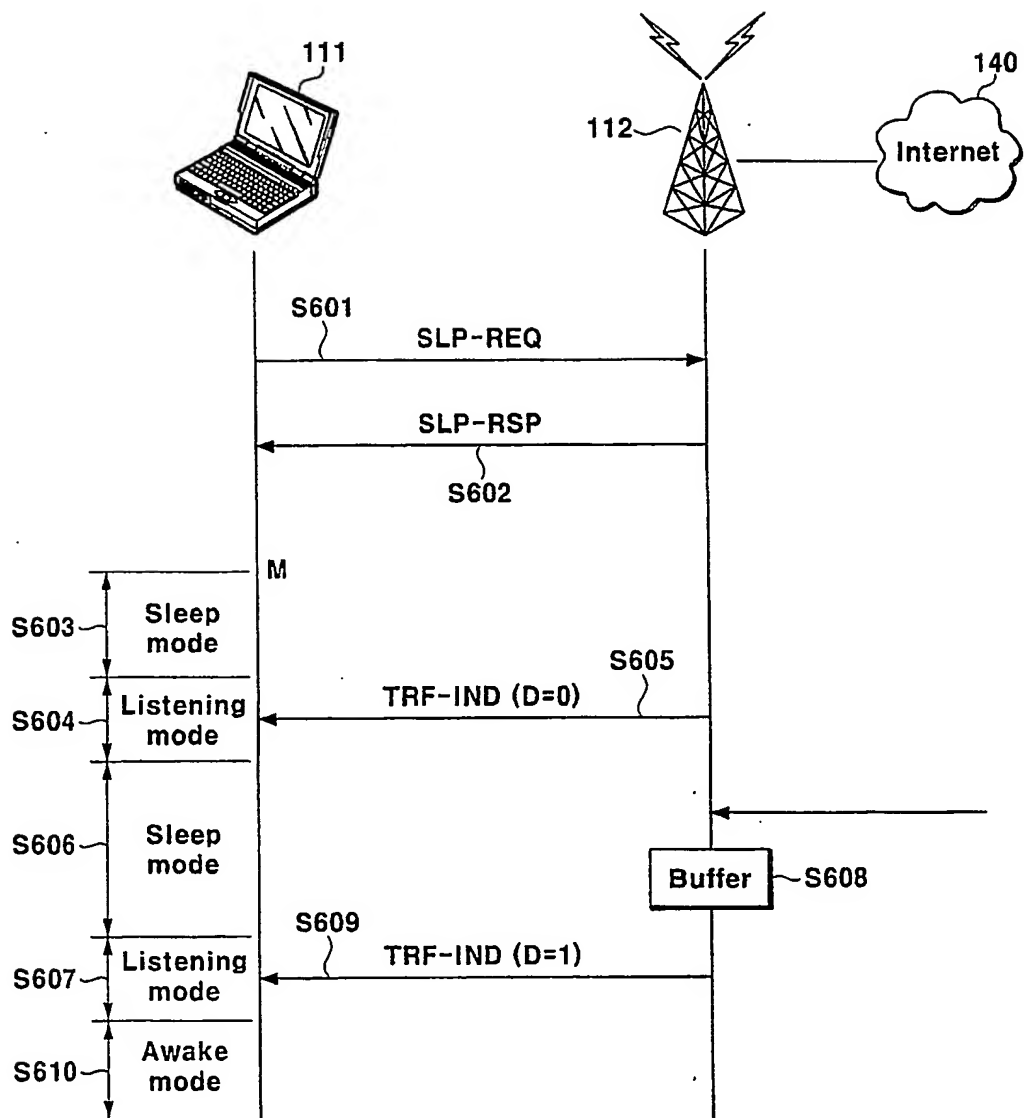 111
140
112
Internet
S601
SLP-REQ
SLP-RSP
S602
M
S603
Sleep
mode
S605
S604
Listening
mode
TRF-IND (D=0)
S606
Sleep
mode
Buffer
S608
S609
S607
Listening
mode
TRF-IND (D=1)
S610
Awake
mode